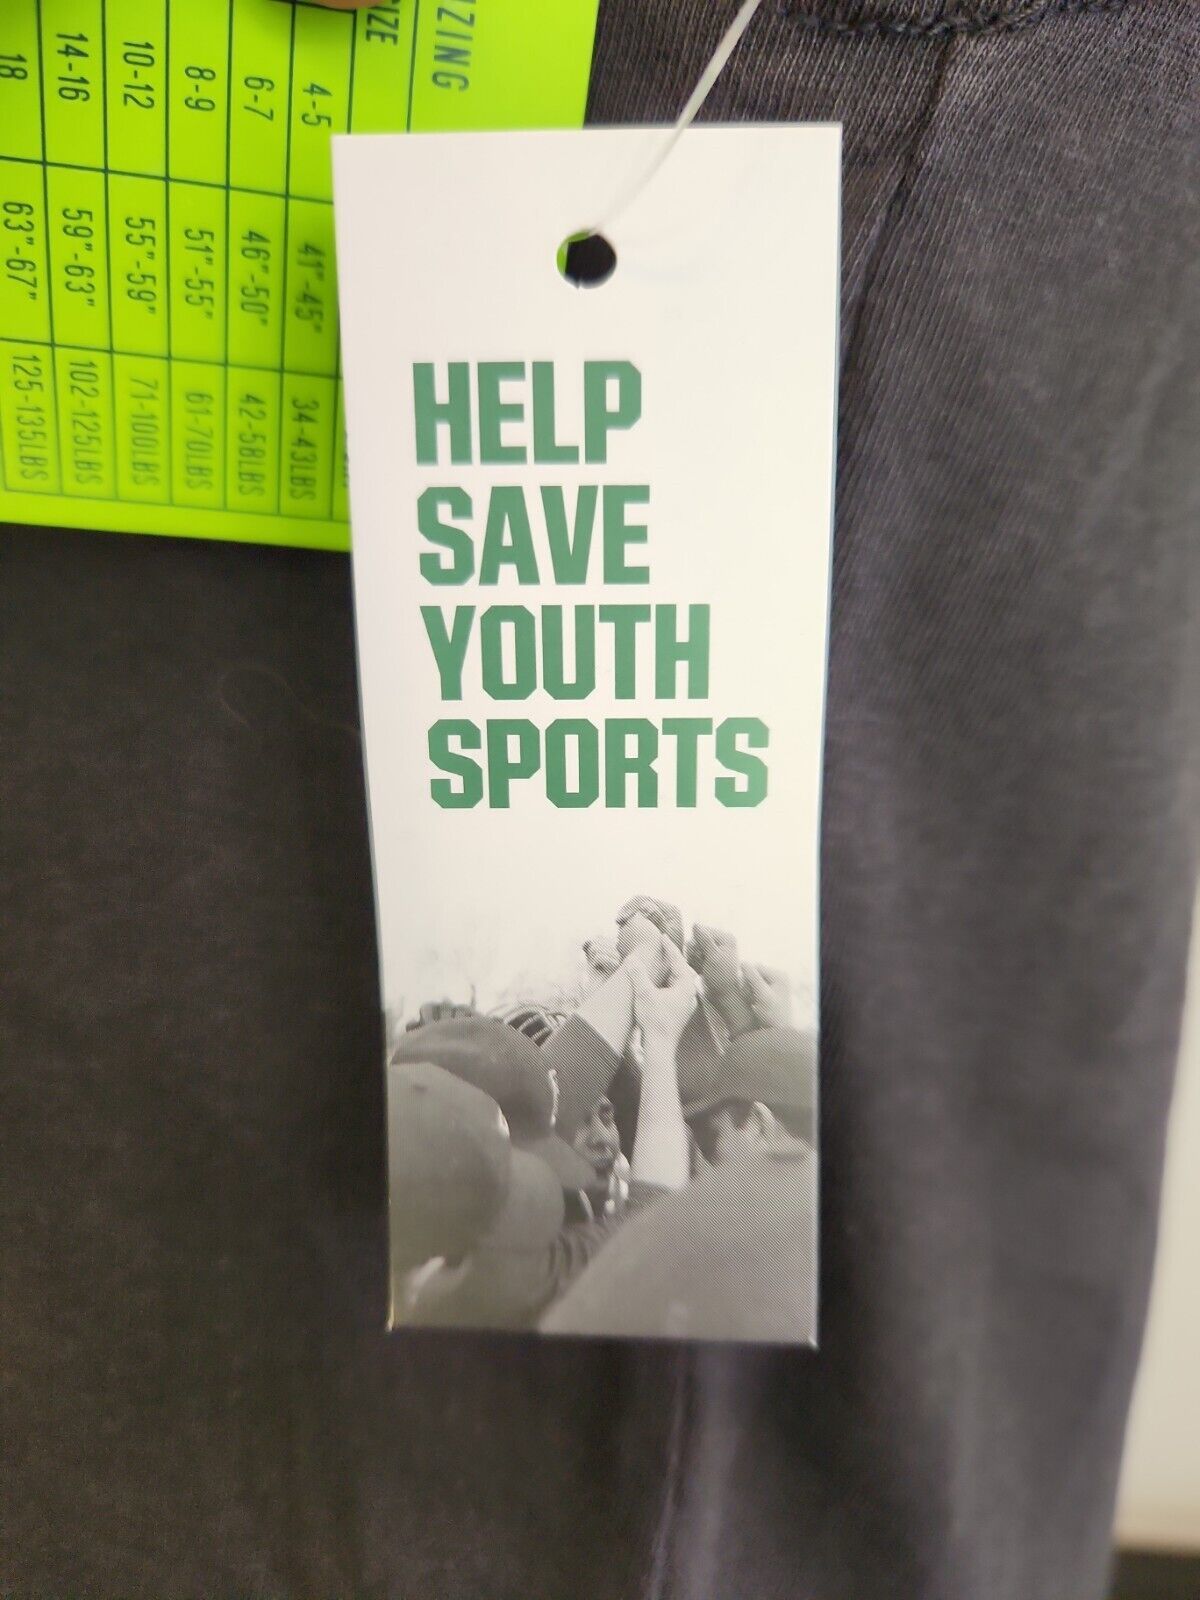 IZING
SIZE
4-5 41"-45" 34-43LBS
6-7 46"-50" 42-58LBS
8-9 51"-55" 61-70LBS
10-12 55"-59" 71-100LBS
14-16 59"-63" 102-125LBS
18 63"-67" 125-135LBS
HELP
SAVE
YOUTH
SPORTS